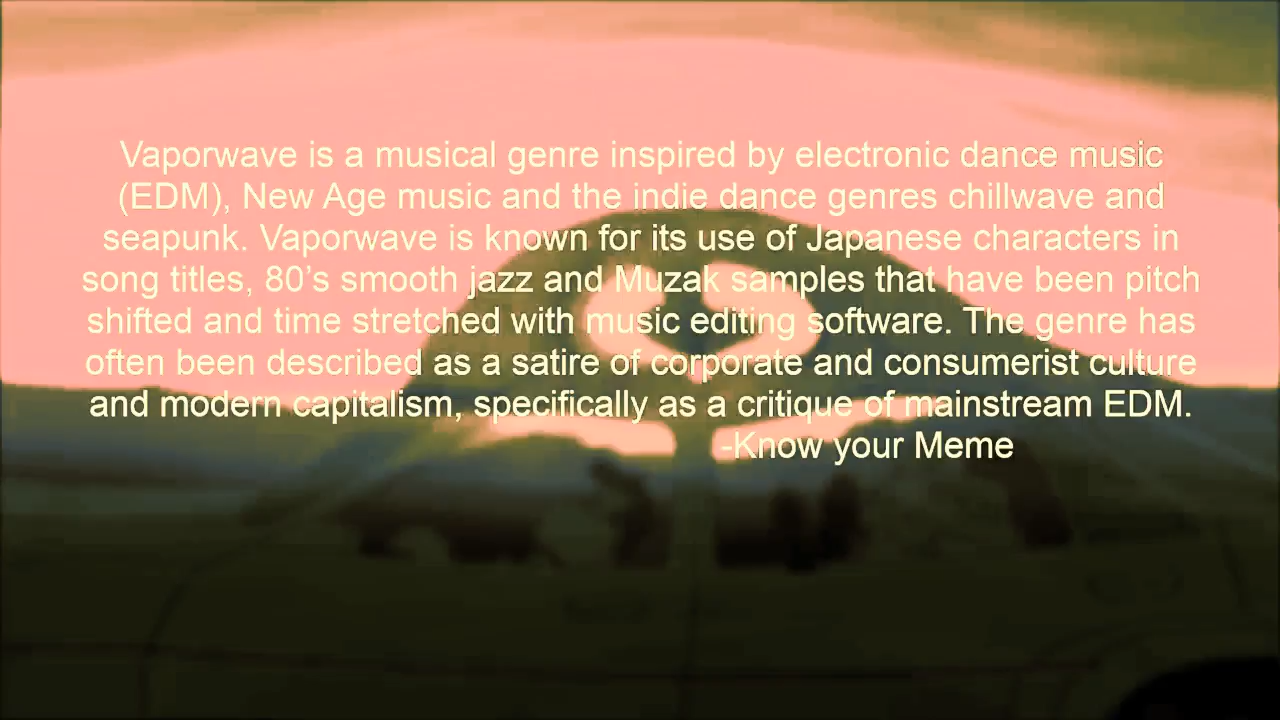 Vaporwave is a musical genre inspired by electronic dance music
(EDM), New Age music and the indie dance genres chillwave and
seapunk. Vaporwave is known for its use of Japanese characters in
song titles, 80’s smooth jazz and Muzak samples that have been pitch
shifted and time stretched with music editing software. The genre has
often been described as a satire of corporate and consumerist culture
and modern capitalism, specifically as a critique of mainstream EDM.
-Know your Meme